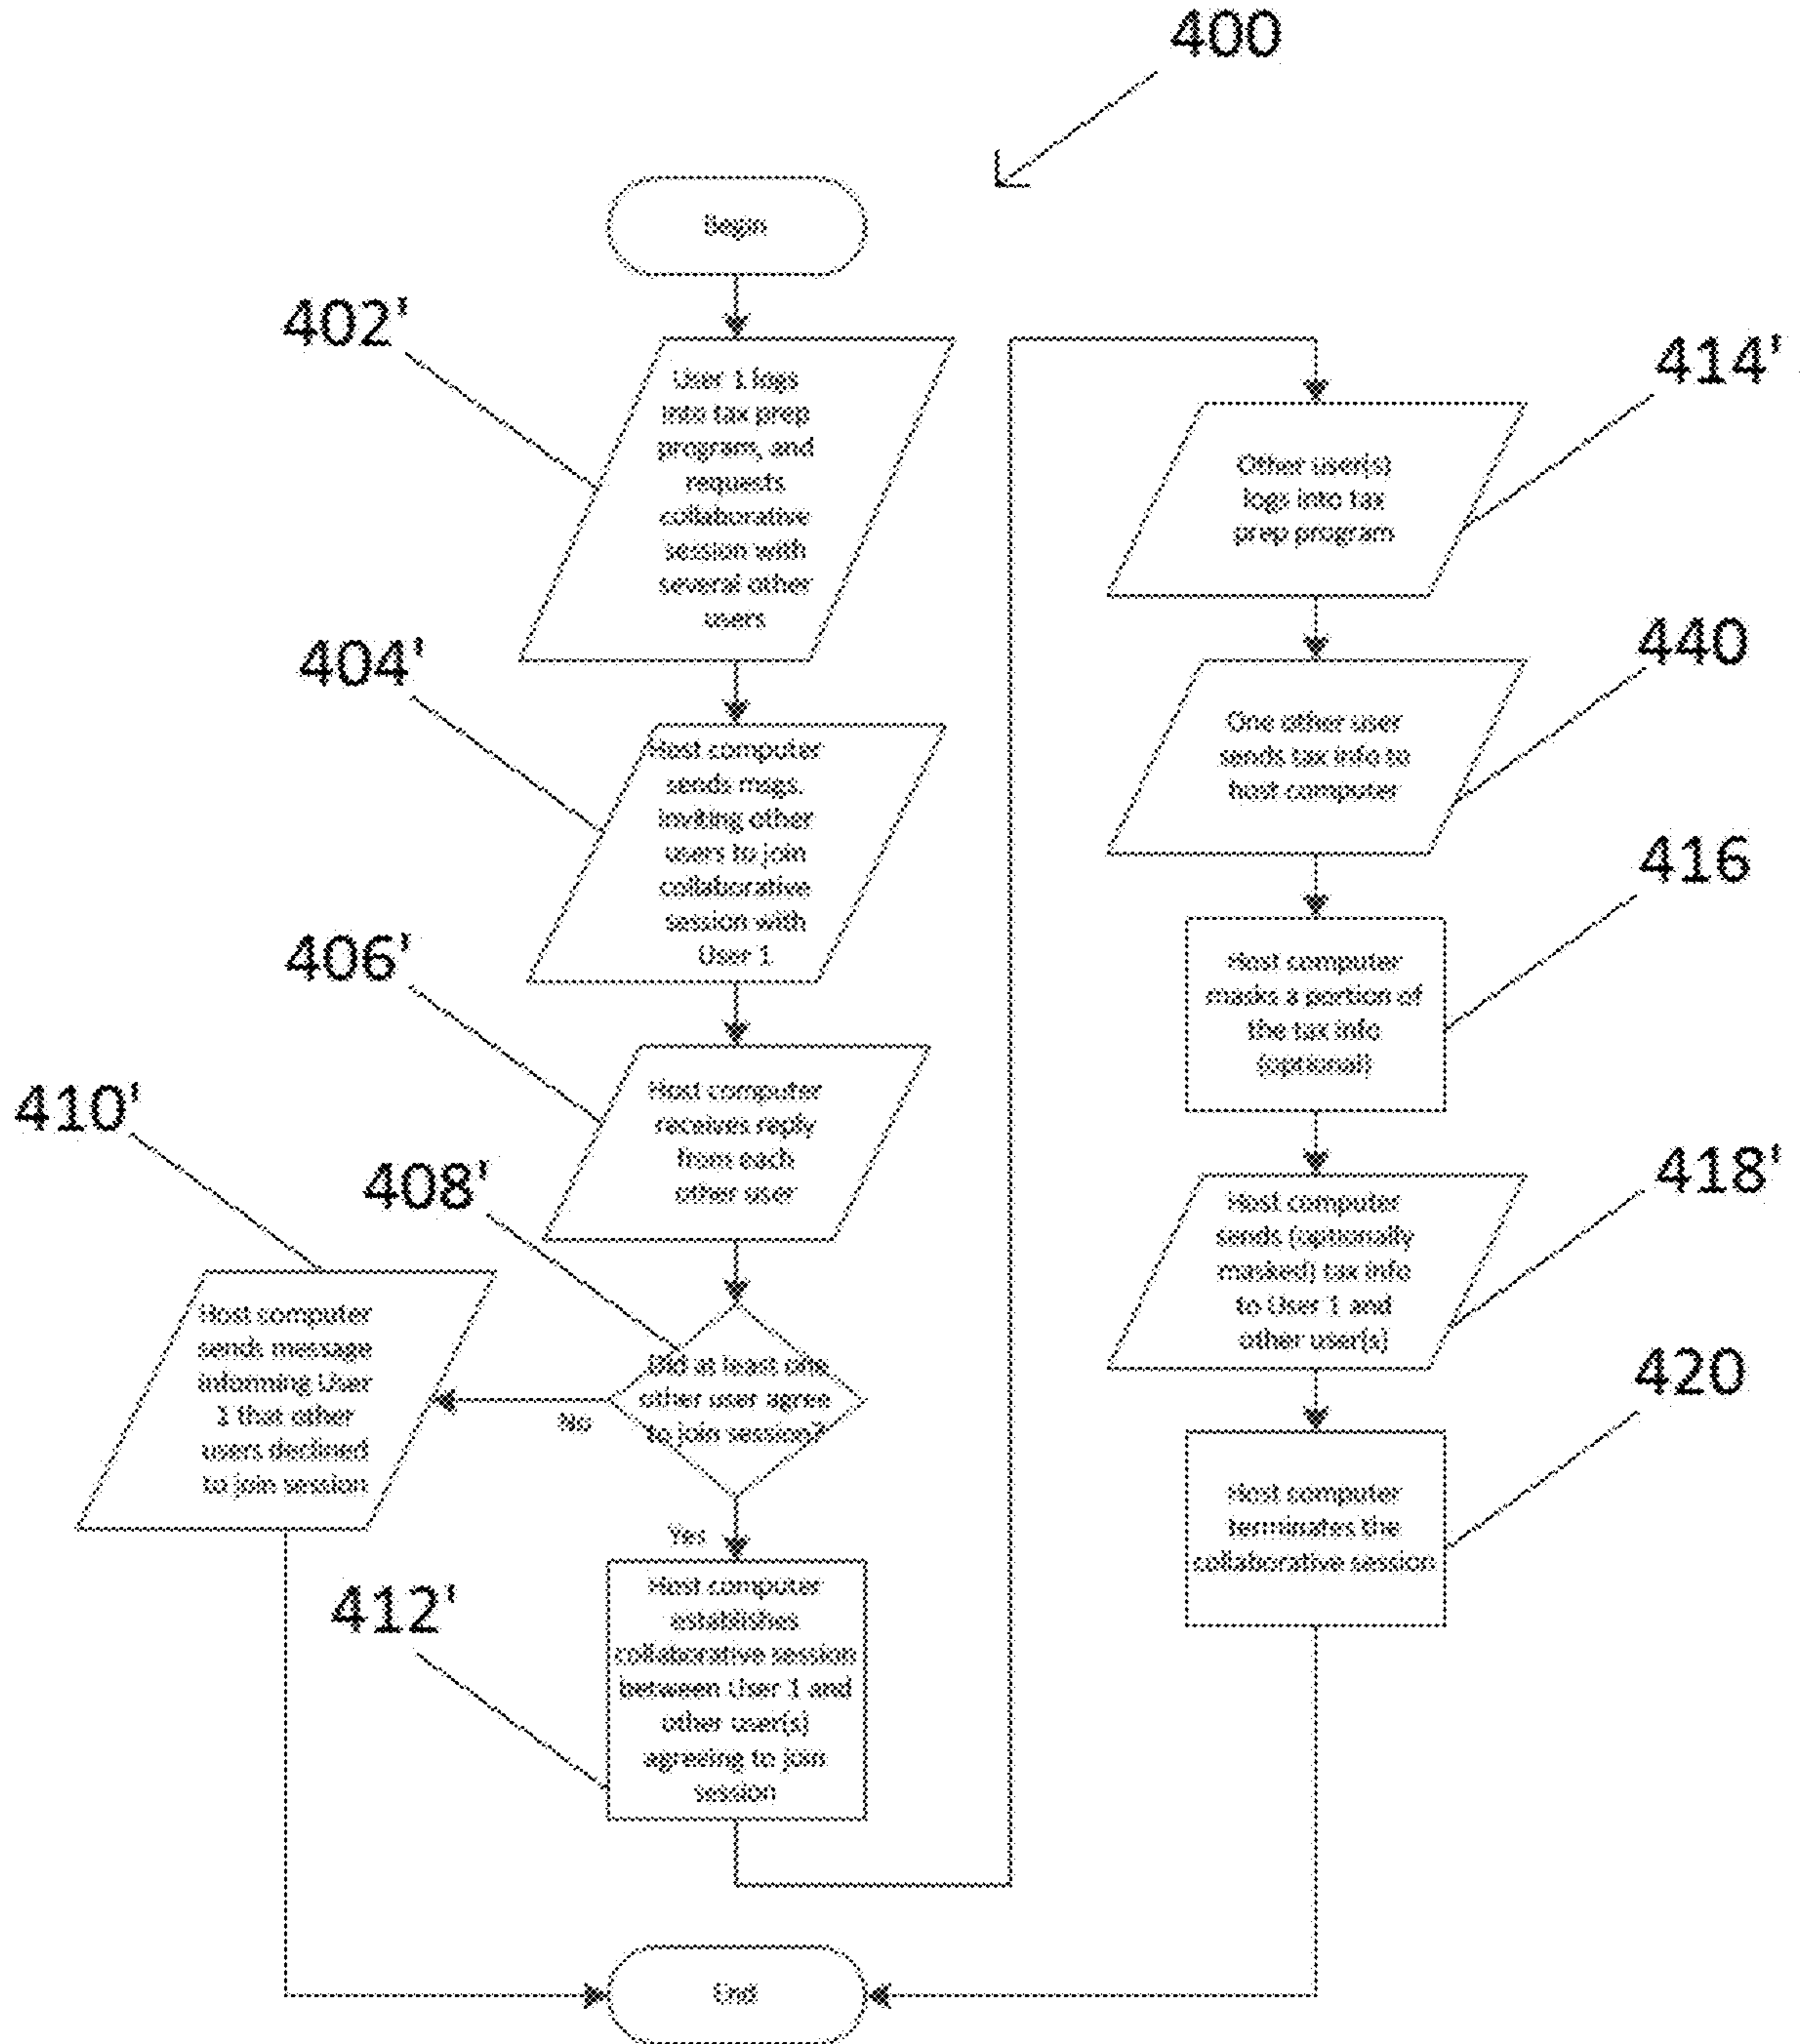 400
Begin
402'
User 1 logs
into tax prep
program, and
requests
collaborative
session with
several other
users
404'
Host computer
sends msgs.
inviting other
users to join
collaborative
session with
User 1
406'
Host computer
receives reply
from each
other user
408'
Did at least one
other user agree
to join session?
No
410'
Host computer
sends message
informing User
1 that other
users declined
to join session
Yes
412'
Host computer
establishes
collaborative session
between User 1 and
other user(s)
agreeing to join
session
414'
Other user(s)
logs into tax
prep program
440
One other user
sends tax info to
host computer
416
Host computer
masks a portion of
the tax info
(optional)
418'
Host computer
sends (optionally
masked) tax info
to User 1 and
other user(s)
420
Host computer
terminates the
collaborative session
End